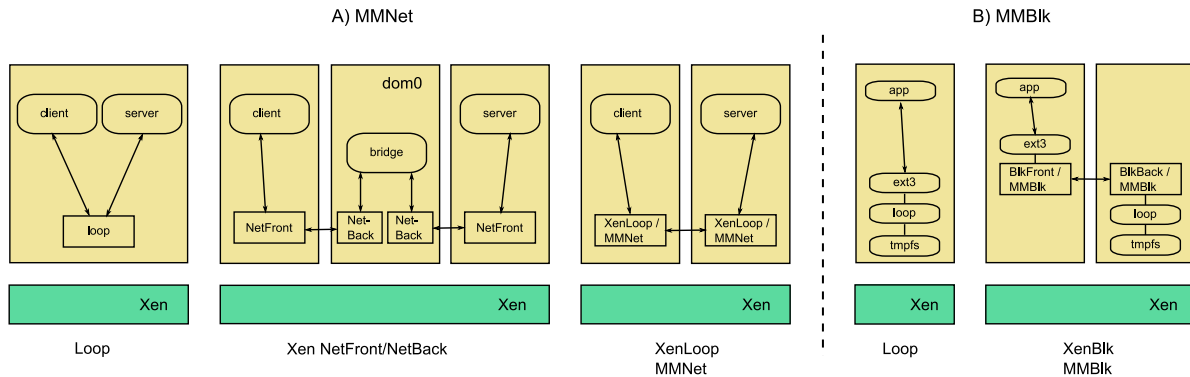 A) MMNet
B) MMBlk
client
server
loop
Xen
Loop
dom0
client
server
bridge
NetFront
Net-
Back
Net-
Back
NetFront
Xen
Xen NetFront/NetBack
client
server
XenLoop /
MMNet
XenLoop /
MMNet
Xen
XenLoop
MMNet
app
ext3
loop
tmpfs
Xen
Loop
app
ext3
BlkFront /
MMBlk
BlkBack /
MMBlk
loop
tmpfs
Xen
XenBlk
MMBlk